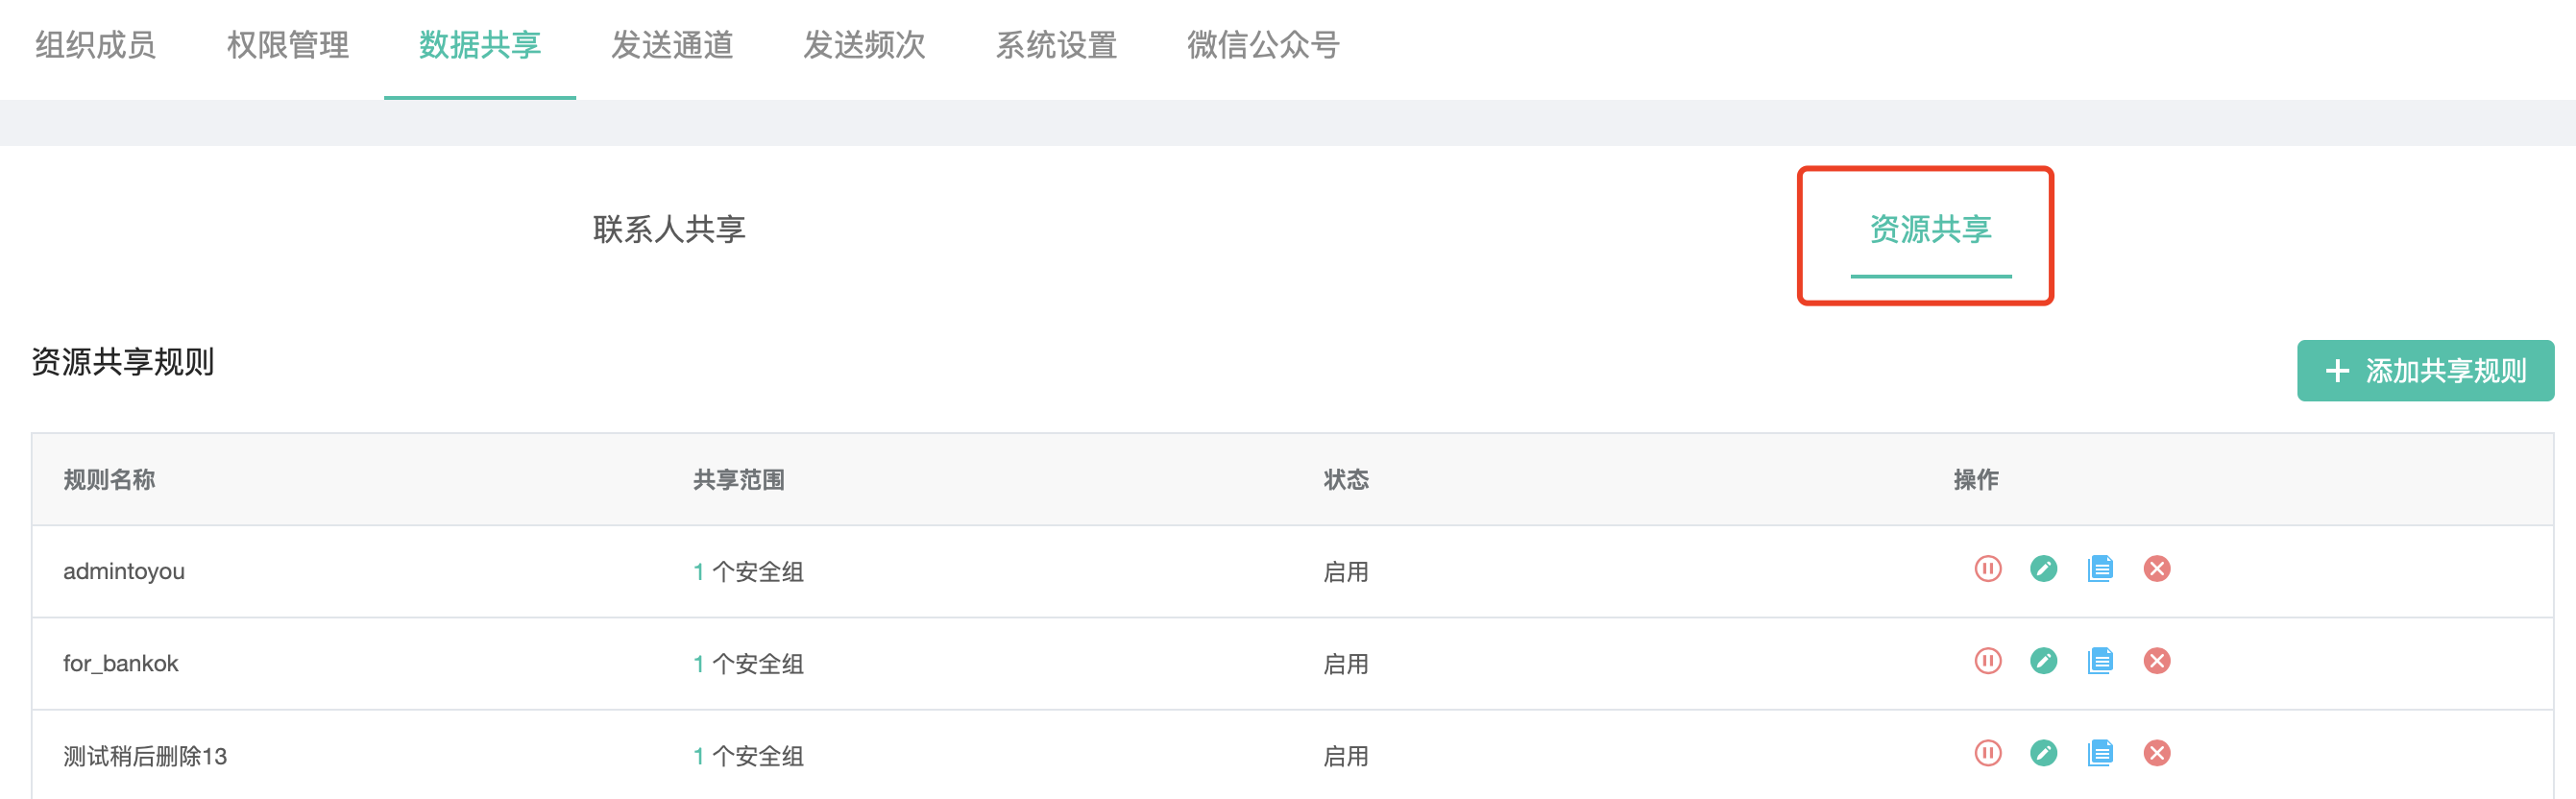 组织成员 权限管理 数据共享 发送通道 发送频次 系统设置 微信公众号
联系人共享 资源共享
资源共享规则 添加共享规则
规则名称 共享范围 状态 操作
admintoyou 1 个安全组 启用
for_bankok 1 个安全组 启用
测试稍后删除13 1 个安全组 启用